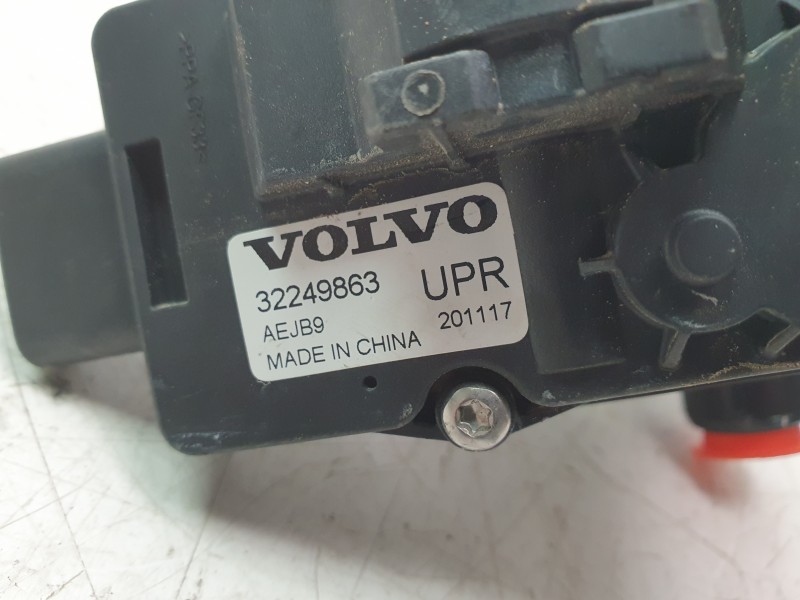 VOLVO
32249863 UPR
AEJB9 201117
MADE IN CHINA